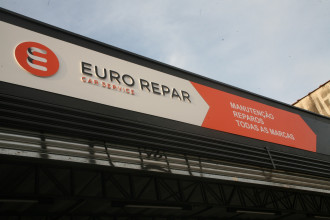 EURO REPAR
CAR SERVICE
MANUTENÇÃO
REPAROS
TODAS AS MARCAS